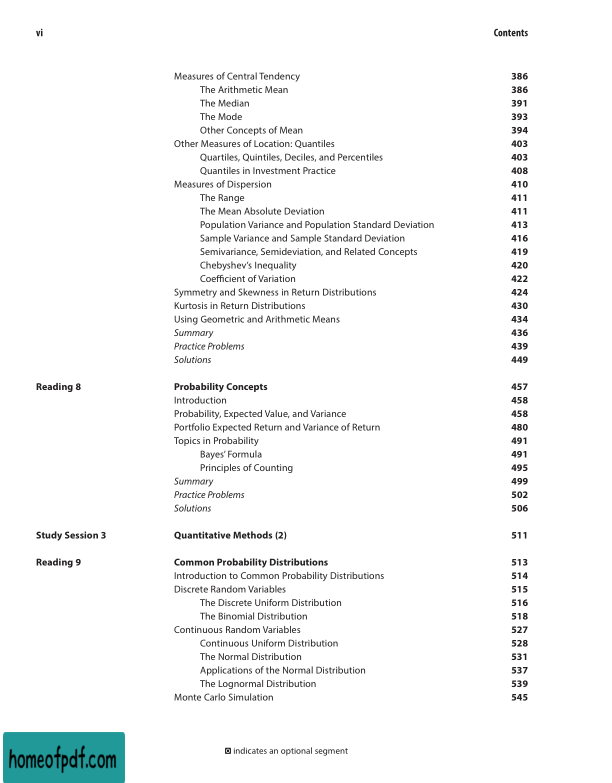 vi Contents
Measures of Central Tendency 386
The Arithmetic Mean 386
The Median 391
The Mode 393
Other Concepts of Mean 394
Other Measures of Location: Quantiles 403
Quartiles, Quintiles, Deciles, and Percentiles 403
Quantiles in Investment Practice 408
Measures of Dispersion 410
The Range 411
The Mean Absolute Deviation 411
Population Variance and Population Standard Deviation 413
Sample Variance and Sample Standard Deviation 416
Semivariance, Semideviation, and Related Concepts 419
Chebyshev's Inequality 420
Coefficient of Variation 422
Symmetry and Skewness in Return Distributions 424
Kurtosis in Return Distributions 430
Using Geometric and Arithmetic Means 434
Summary 436
Practice Problems 439
Solutions 449
Reading 8 Probability Concepts 457
Introduction 458
Probability, Expected Value, and Variance 458
Portfolio Expected Return and Variance of Return 480
Topics in Probability 491
Bayes' Formula 491
Principles of Counting 495
Summary 499
Practice Problems 502
Solutions 506
Study Session 3 Quantitative Methods (2) 511
Reading 9 Common Probability Distributions 513
Introduction to Common Probability Distributions 514
Discrete Random Variables 515
The Discrete Uniform Distribution 516
The Binomial Distribution 518
Continuous Random Variables 527
Continuous Uniform Distribution 528
The Normal Distribution 531
Applications of the Normal Distribution 537
The Lognormal Distribution 539
Monte Carlo Simulation 545
indicates an optional segment
homeofpdf.com